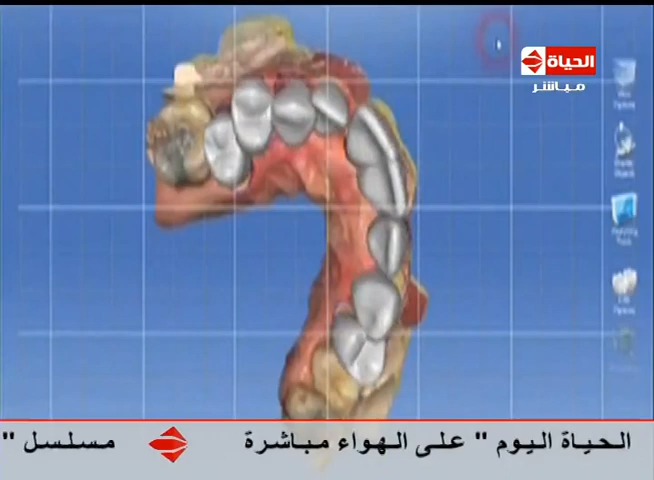 الحياة
مباشر
الحياة اليوم " على الهواء مباشرة
مسلسل "